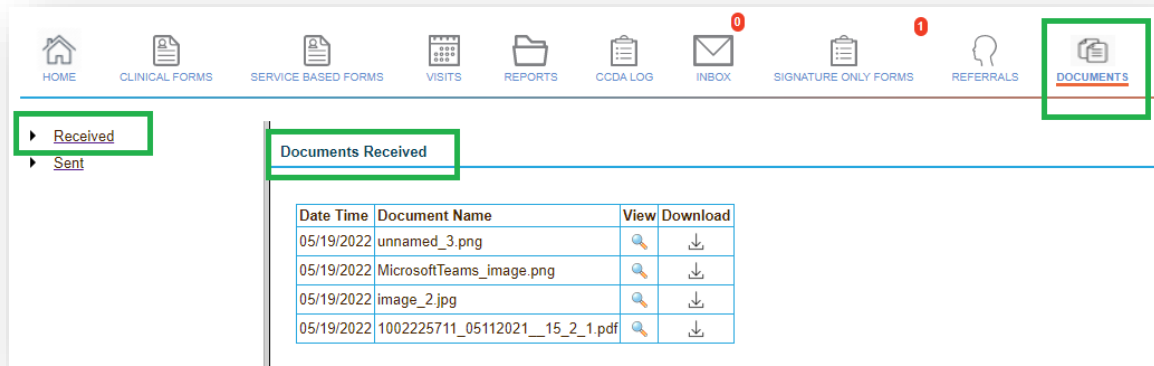 0 1
HOME CLINICAL FORMS SERVICE BASED FORMS VISITS REPORTS CCDA LOG INBOX SIGNATURE ONLY FORMS REFERRALS DOCUMENTS
Received
Sent
Documents Received
Date Time Document Name View Download
05/19/2022 unnamed_3.png
05/19/2022 MicrosoftTeams_image.png
05/19/2022 image_2.jpg
05/19/2022 1002225711_05112021__15_2_1.pdf